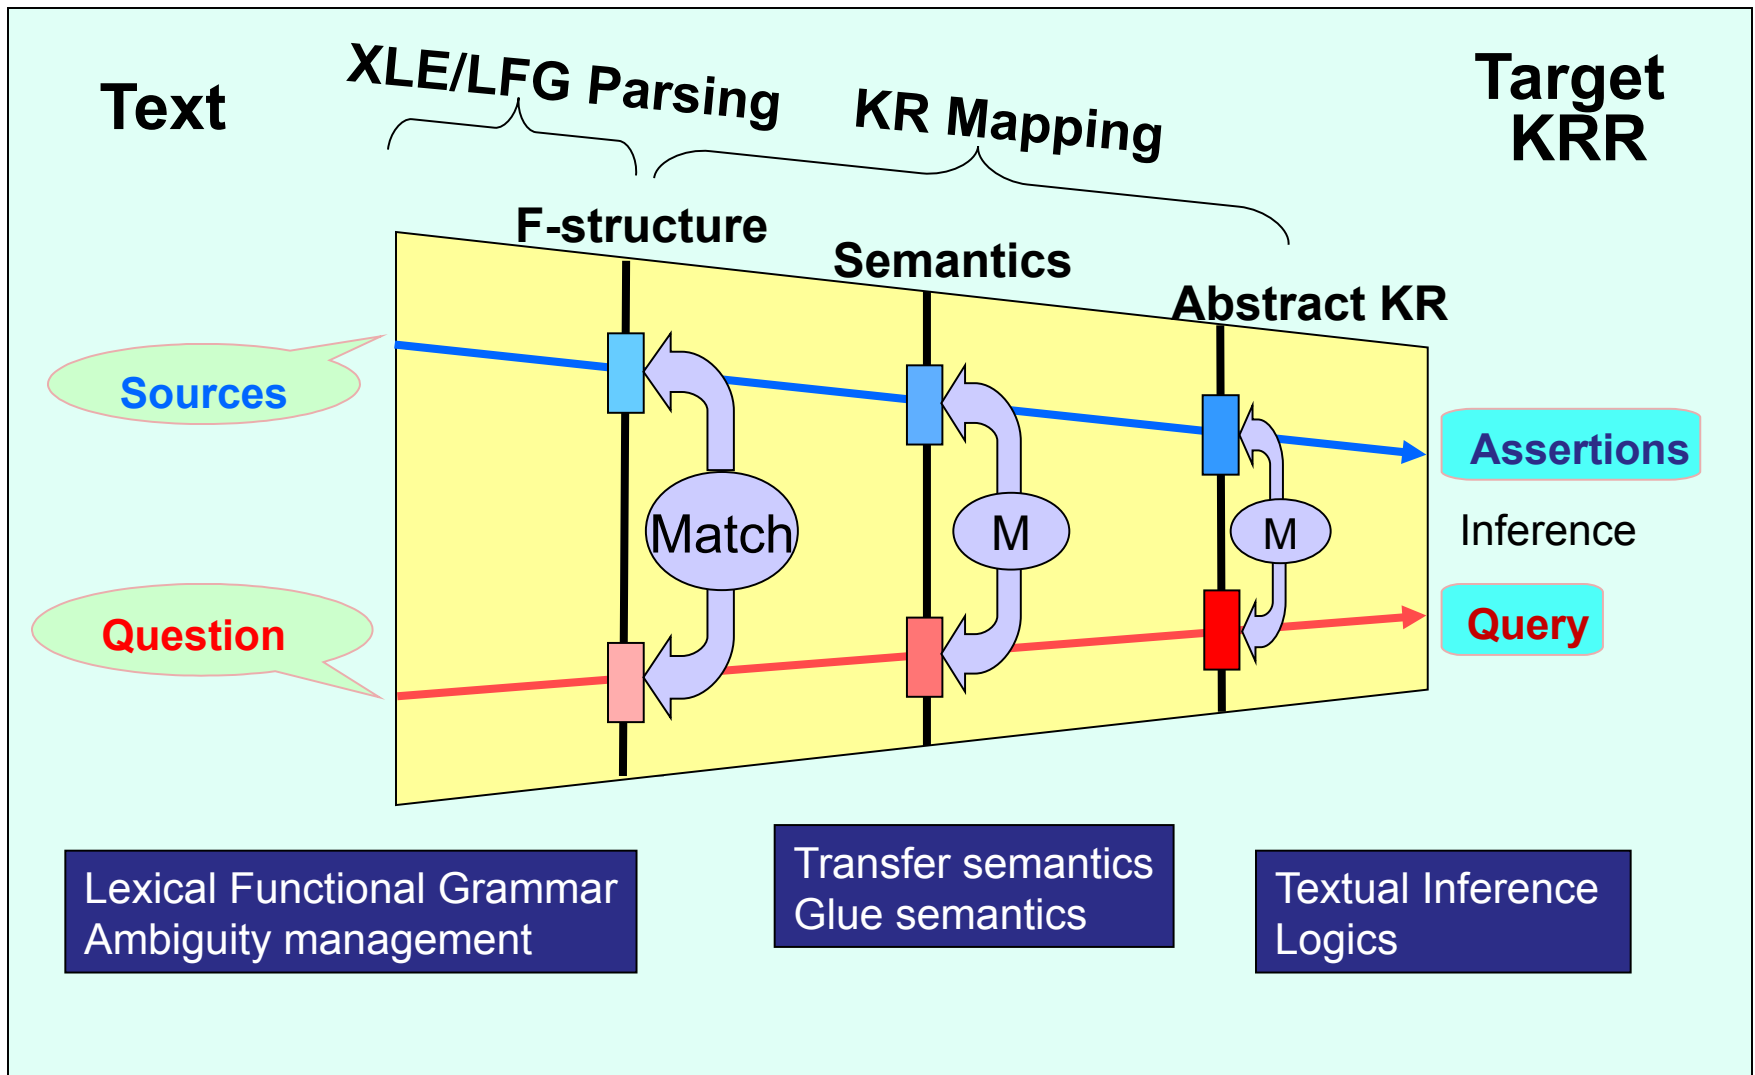 Text
XLE/LFG Parsing
KR Mapping
Target
KRR
F-structure
Semantics
Abstract KR
Sources
Assertions
Match
M
M
Inference
Question
Query
Lexical Functional Grammar
Ambiguity management
Transfer semantics
Glue semantics
Textual Inference
Logics